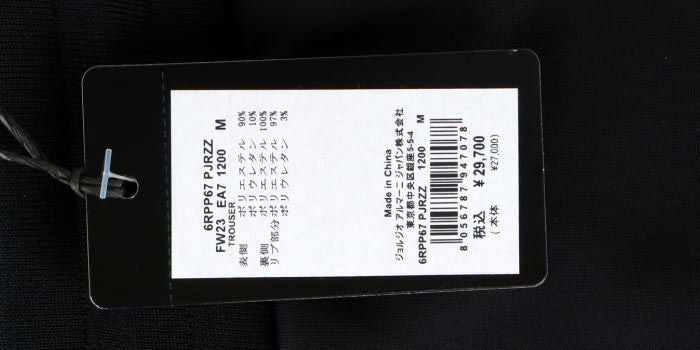 6RPP67 PJRZZ
FW23 EA7 1200 M
TROUSER
表側 ポリエステル 90%
ポリウレタン 10%
裏側 ポリエステル 100%
リブ部分 ポリエステル 97%
ポリウレタン 3%
Made in China
ジョルジオ アルマーニ ジャパン株式会社
東京都中央区銀座5-5-4
6RPP67 PJRZZ 1200 M
8 056787 947078
税込 ¥29,700
(本体 ¥27,000)